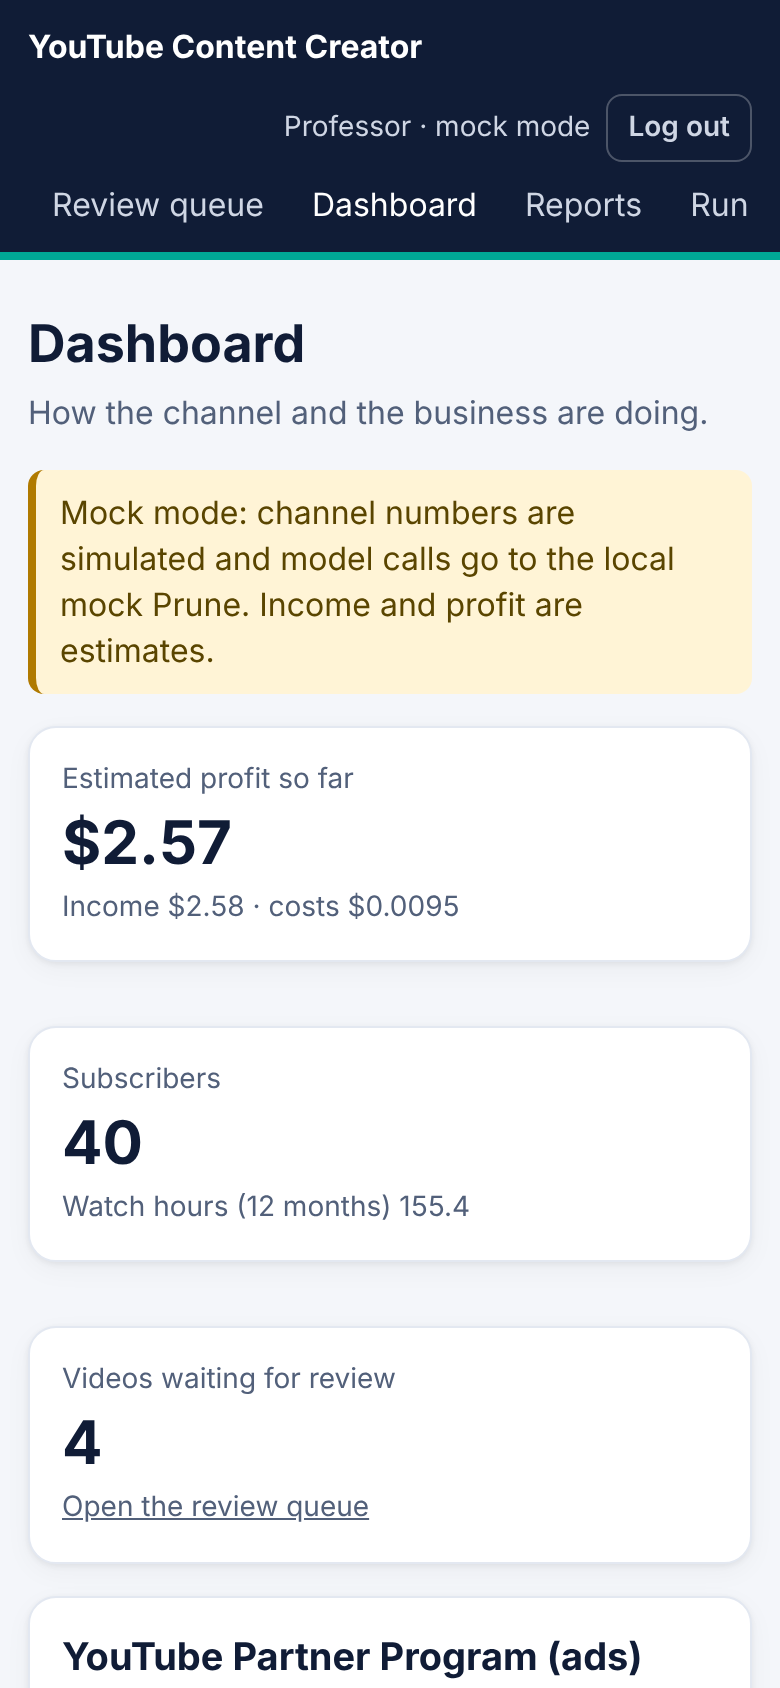 YouTube Content Creator
Professor · mock mode
Log out
Review queue
Dashboard
Reports
Run
Dashboard
How the channel and the business are doing.
Mock mode: channel numbers are
simulated and model calls go to the local
mock Prune. Income and profit are
estimates.
Estimated profit so far
$2.57
Income $2.58 · costs $0.0095
Subscribers
40
Watch hours (12 months) 155.4
Videos waiting for review
4
Open the review queue
YouTube Partner Program (ads)